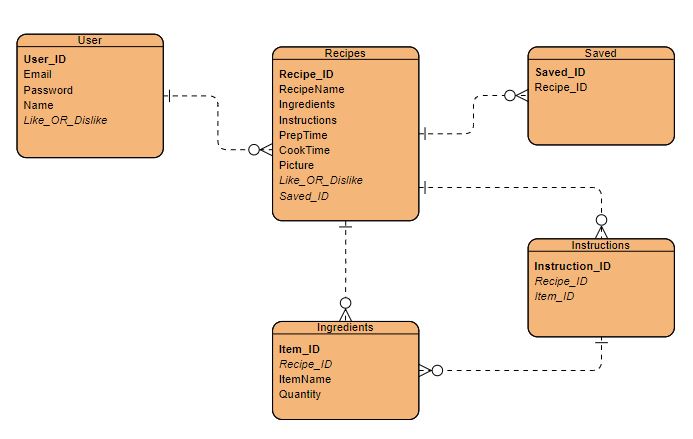 User
User_ID
Email
Password
Name
Like_OR_Dislike
Recipes
Recipe_ID
RecipeName
Ingredients
Instructions
PrepTime
CookTime
Picture
Like_OR_Dislike
Saved_ID
Saved
Saved_ID
Recipe_ID
Instructions
Instruction_ID
Recipe_ID
Item_ID
Ingredients
Item_ID
Recipe_ID
ItemName
Quantity